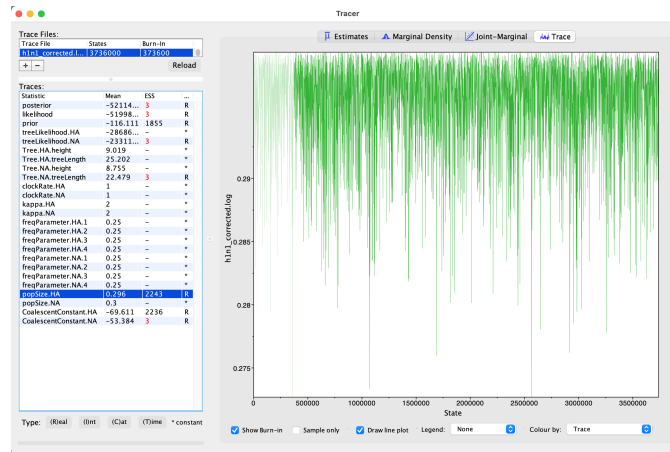 Tracer
Trace Files:
Trace File States Burn-In
h1n1_corrected.l... 3736000 373600
+ − Reload
Traces:
Statistic Mean ESS ...
posterior -52114... 3 R
likelihood -51998... 3 R
prior -116.111 1855 R
treeLikelihood.HA -28686... - *
treeLikelihood.NA -23311... 3 R
Tree.HA.height 9.019 - *
Tree.HA.treeLength 25.202 - *
Tree.NA.height 8.755 - *
Tree.NA.treeLength 22.479 3 R
clockRate.HA 1 - *
clockRate.NA 1 - *
kappa.HA 2 - *
kappa.NA 2 - *
freqParameter.HA.1 0.25 - *
freqParameter.HA.2 0.25 - *
freqParameter.HA.3 0.25 - *
freqParameter.HA.4 0.25 - *
freqParameter.NA.1 0.25 - *
freqParameter.NA.2 0.25 - *
freqParameter.NA.3 0.25 - *
freqParameter.NA.4 0.25 - *
popSize.HA 0.296 2243 R
popSize.NA 0.3 - *
CoalescentConstant.HA -69.611 2236 R
CoalescentConstant.NA -53.384 3 R
Type: (R)eal (I)nt (C)at (T)ime * constant
Estimates Marginal Density Joint-Marginal Trace
h1n1_corrected.log
0.29
0.285
0.28
0.275
0 500000 1000000 1500000 2000000 2500000 3000000 3500000
State
Show Burn-in Sample only Draw line plot Legend: None Colour by: Trace